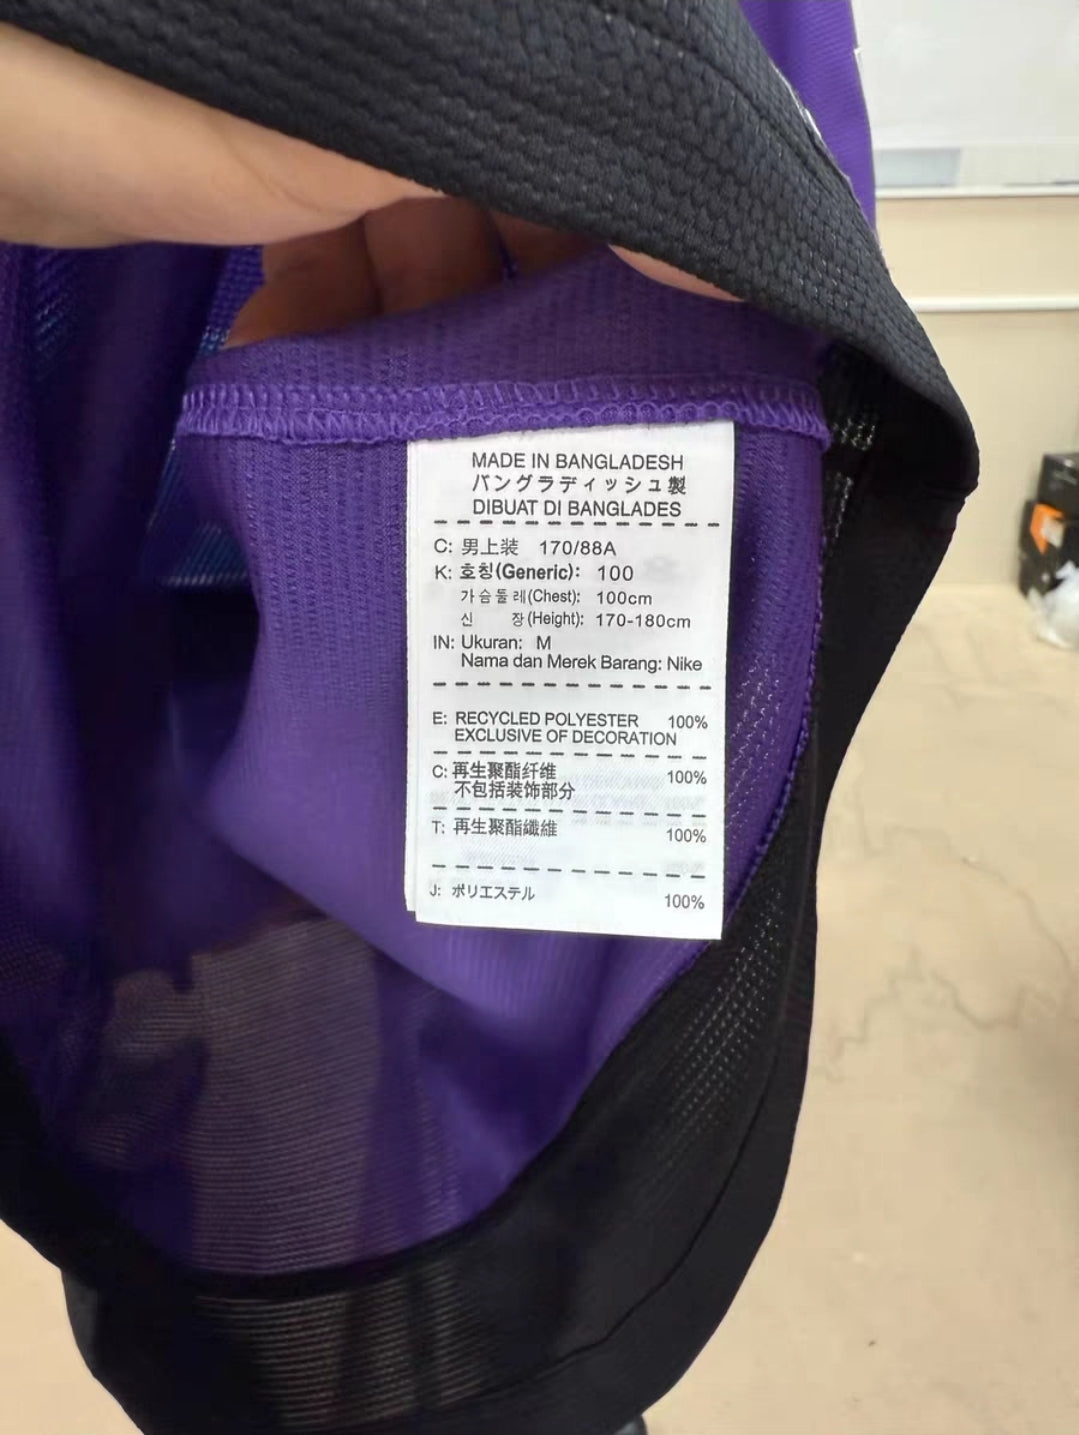 MADE IN BANGLADESH
バングラディッシュ製
DIBUAT DI BANGLADES
C: 男上装 170/88A
K: 호칭(Generic): 100
가슴둘레(Chest): 100cm
신 장(Height): 170-180cm
IN: Ukuran: M
Nama dan Merek Barang: Nike
E: RECYCLED POLYESTER 100%
EXCLUSIVE OF DECORATION
C: 再生聚酯纤维 100%
不包括装饰部分
T: 再生聚酯纖維 100%
J: ポリエステル 100%